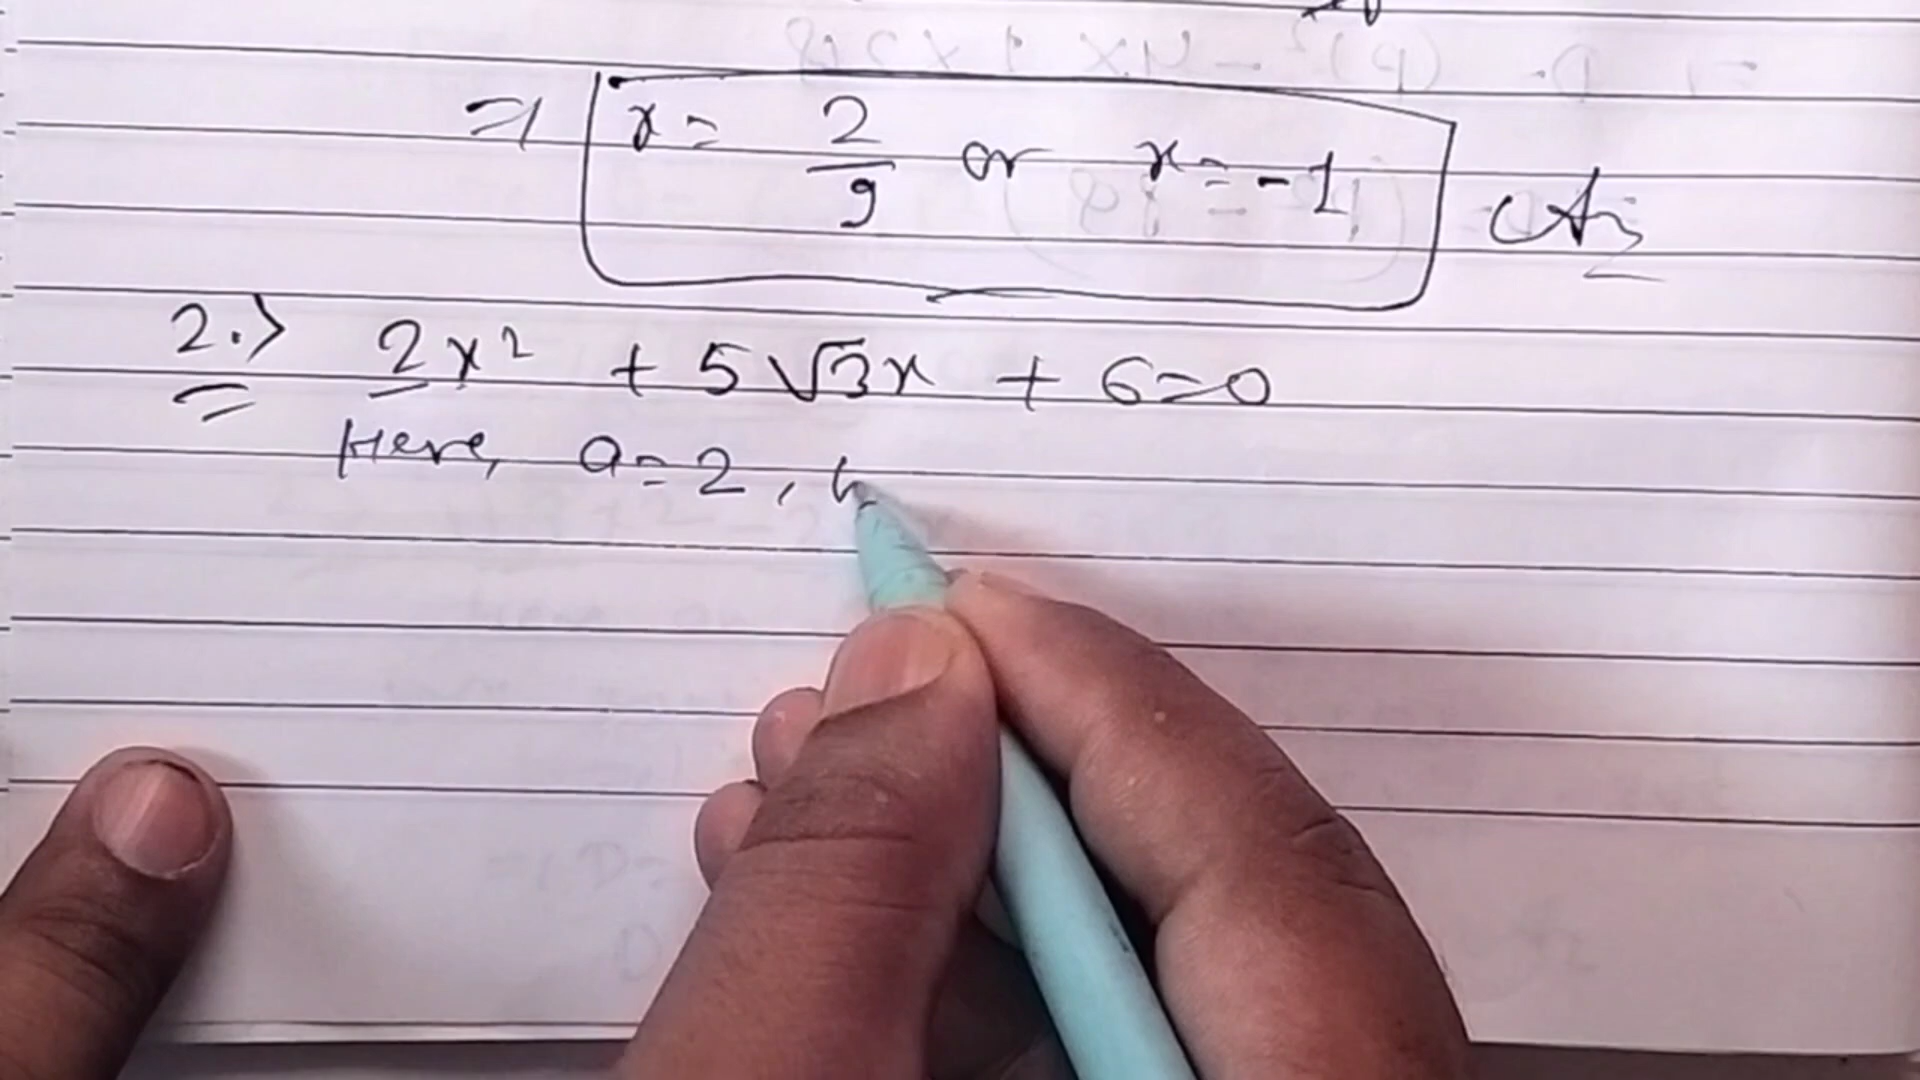 ⇒ x = 2/9 or x = -1 Ans
2.> 2x² + 5√3x + 6=0
Here, a=2, b